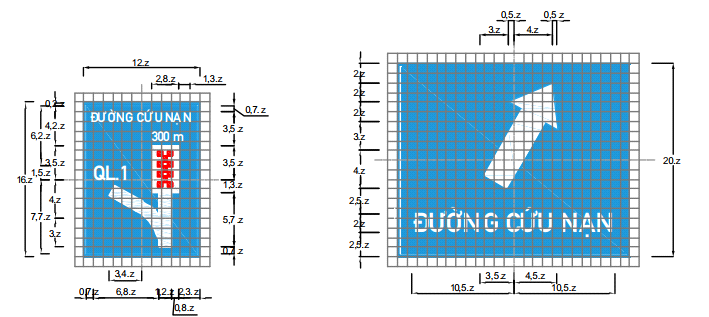 0,5.z 0,5.z
3.z 4.z
12.z
2,8.z 1,3.z
0,7.z
4,2.z
6,2.z
3,5.z
1,5.z
16.z
4.z
7,7.z
3.z
ĐƯỜNG CỨU NẠN
300 m
QL.1
0,7.z
3,5.z
3,5.z
1,3.z
5,7.z
3,4.z
0,7.z 6,8.z 1,2.z 2,3.z
0,8.z
2.z
2.z
2.z
3.z
4.z
2,5.z
2.z
2,5.z
20.z
ĐƯỜNG CỨU NẠN
3,5.z 4,5.z
10,5.z 10,5.z